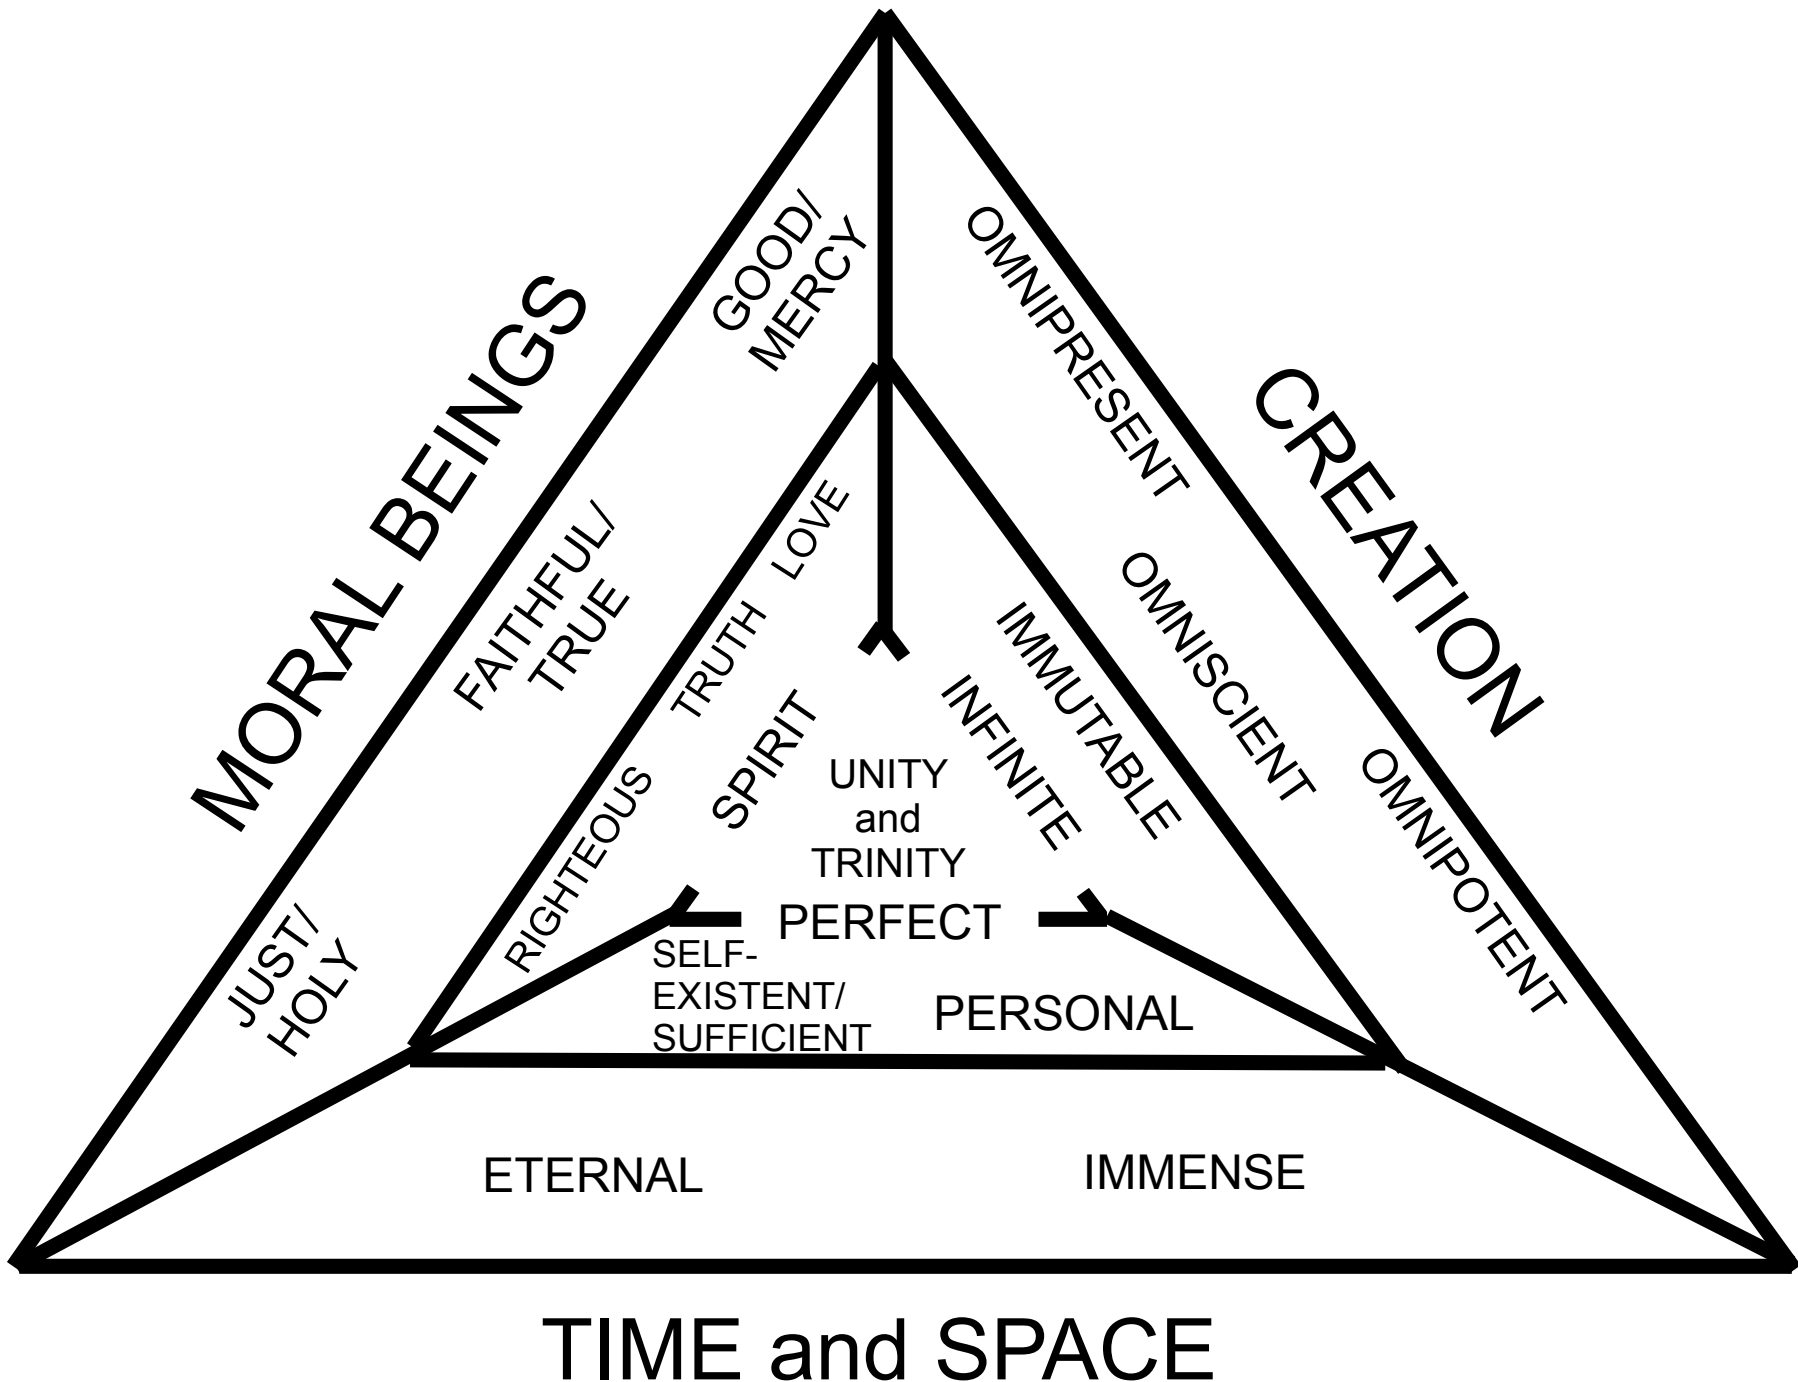 MORAL BEINGS
CREATION
TIME and SPACE
GOOD/
MERCY
FAITHFUL/
TRUE
JUST/
HOLY
OMNIPRESENT
OMNISCIENT
OMNIPOTENT
ETERNAL
IMMENSE
LOVE
TRUTH
RIGHTEOUS
IMMUTABLE
SELF-
EXISTENT/
SUFFICIENT
PERSONAL
SPIRIT
INFINITE
PERFECT
UNITY
and
TRINITY